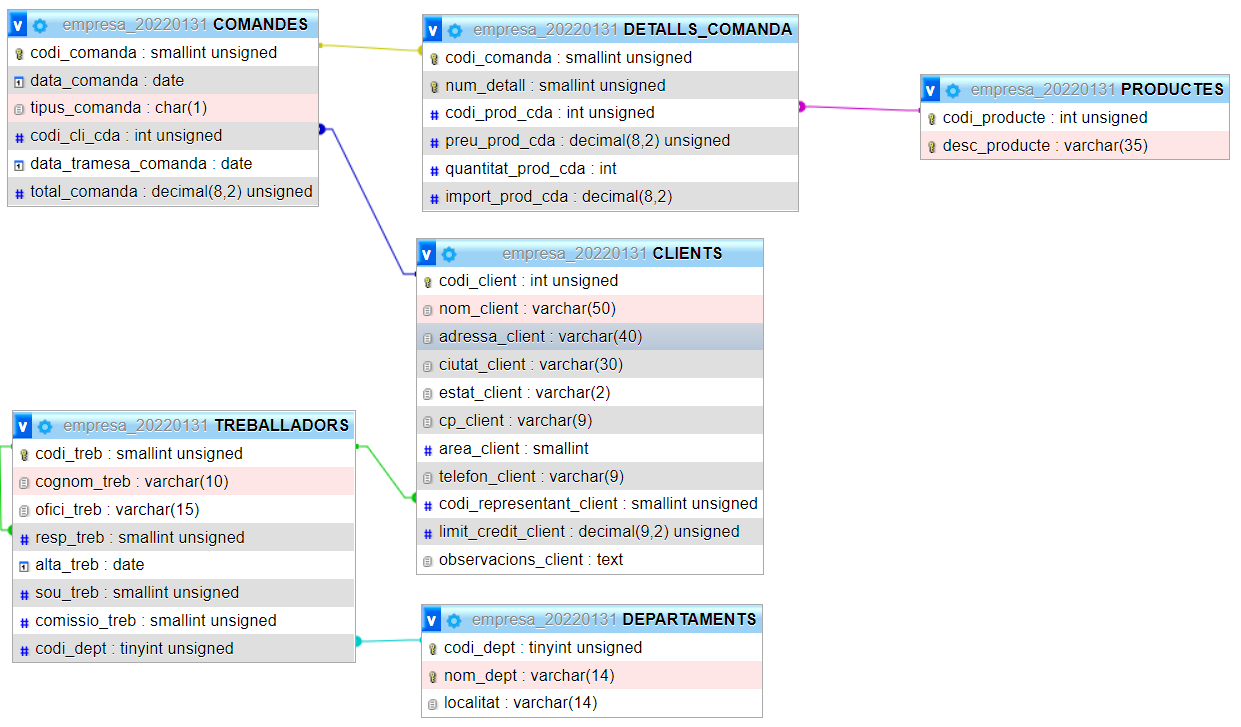 v empresa_20220131 COMANDES
codi_comanda : smallint unsigned
data_comanda : date
tipus_comanda : char(1)
# codi_cli_cda : int unsigned
data_tramesa_comanda : date
# total_comanda : decimal(8,2) unsigned
v empresa_20220131 DETALLS_COMANDA
codi_comanda : smallint unsigned
num_detall : smallint unsigned
# codi_prod_cda : int unsigned
# preu_prod_cda : decimal(8,2) unsigned
# quantitat_prod_cda : int
# import_prod_cda : decimal(8,2)
v empresa_20220131 PRODUCTES
codi_producte : int unsigned
desc_producte : varchar(35)
v empresa_20220131 CLIENTS
codi_client : int unsigned
nom_client : varchar(50)
adressa_client : varchar(40)
ciutat_client : varchar(30)
estat_client : varchar(2)
cp_client : varchar(9)
# area_client : smallint
telefon_client : varchar(9)
# codi_representant_client : smallint unsigned
# limit_credit_client : decimal(9,2) unsigned
observacions_client : text
v empresa_20220131 TREBALLADORS
codi_treb : smallint unsigned
cognom_treb : varchar(10)
ofici_treb : varchar(15)
# resp_treb : smallint unsigned
alta_treb : date
# sou_treb : smallint unsigned
# comissio_treb : smallint unsigned
# codi_dept : tinyint unsigned
v empresa_20220131 DEPARTAMENTS
codi_dept : tinyint unsigned
nom_dept : varchar(14)
localitat : varchar(14)